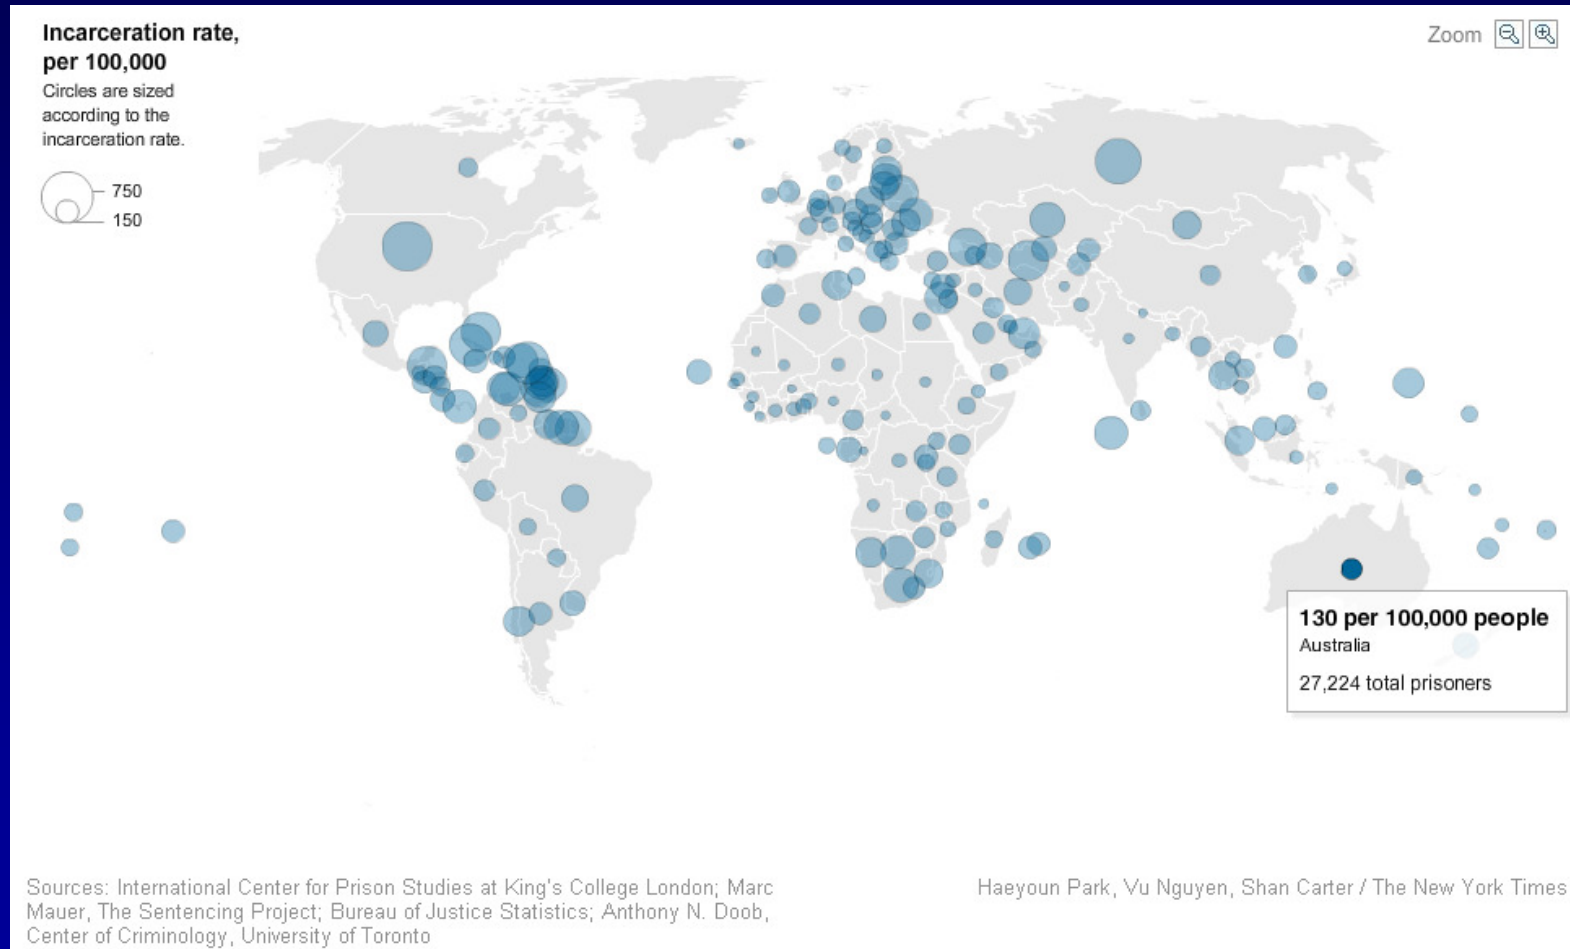 Incarceration rate,
per 100,000
Circles are sized
according to the
incarceration rate.
750
150
Zoom
130 per 100,000 people
Australia
27,224 total prisoners
Sources: International Center for Prison Studies at King's College London; Marc
Mauer, The Sentencing Project; Bureau of Justice Statistics; Anthony N. Doob,
Center of Criminology, University of Toronto
Haeyoun Park, Vu Nguyen, Shan Carter / The New York Times